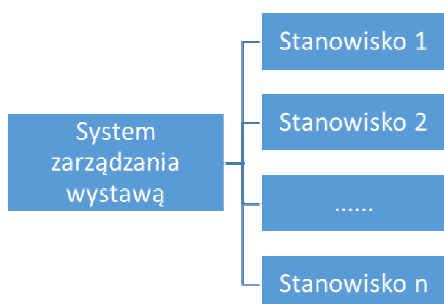 Stanowisko 1
Stanowisko 2
System
zarządzania
wystawą
......
Stanowisko n